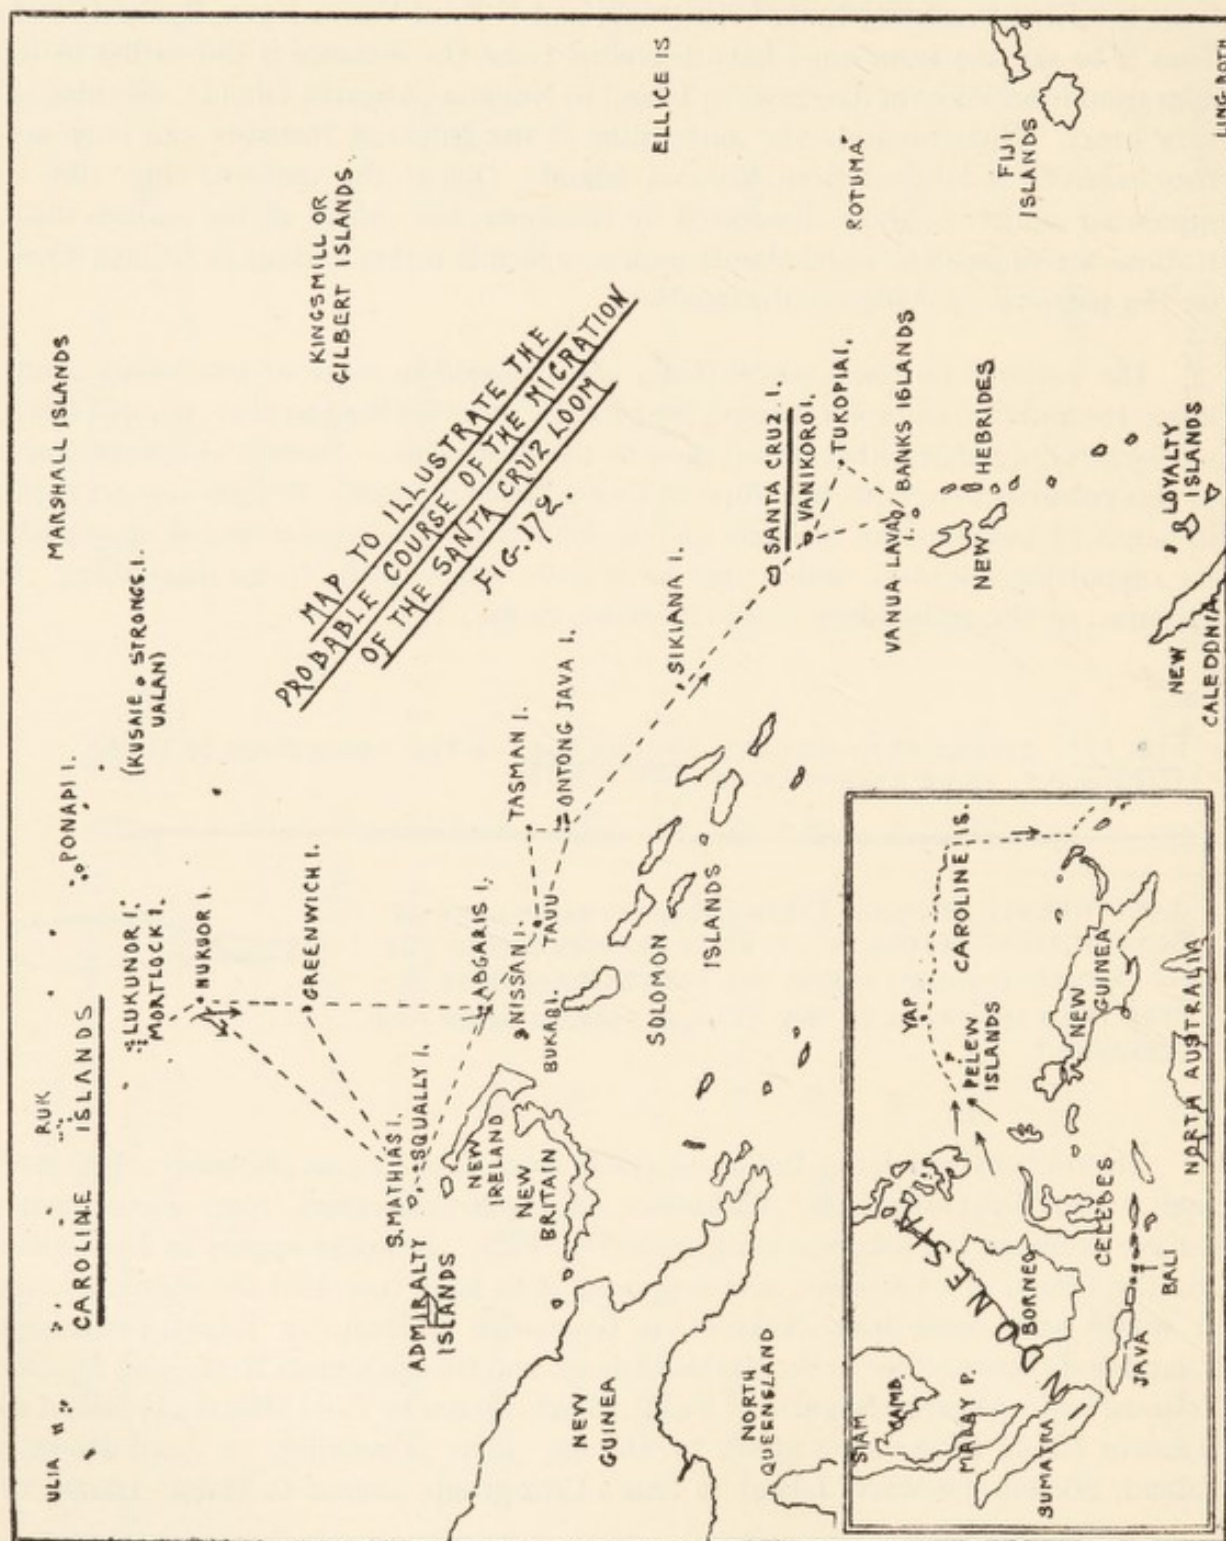 MAP TO ILLUSTRATE THE
PROBABLE COURSE OF THE MIGRATION
OF THE SANTA CRUZ LOOM
FIG. 172.
ULIA
CAROLINE ISLANDS
RUK
LUKUNOR I.
MORTLOCK I.
NUKUOR I.
PONAPI I.
(KUSAIE STRONGS. I.
UALAN)
MARSHALL ISLANDS
KINGSMILL OR
GILBERT ISLANDS
GREENWICH I.
S. MATHIAS I.
SQUALLY I.
ADMIRALTY
ISLANDS
NEW
IRELAND
NEW
BRITAIN
ABGARIS I.
NISSAN I.
BUKA I.
TAUU
TASMAN I.
ONTONG JAVA I.
SIKIANA I.
SOLOMON
ISLANDS
ELLICE IS
SANTA CRUZ. I.
VANIKORO I.
TUKOPIA I.
VANUA LAVA
I.
BANKS ISLANDS
NEW HEBRIDES
ROTUMA
FIJI
ISLANDS
LOYALTY
ISLANDS
NEW
CALEDONIA
NEW
GUINEA
NORTH
QUEENSLAND
LING ROTH
SIAM
CAMB.
MALAY P.
SUMATRA
INDONESIA
BORNEO
JAVA
BALI
CELEBES
YAP
PELEW
ISLANDS
CAROLINE IS.
NEW
GUINEA
NORTH AUSTRALIA